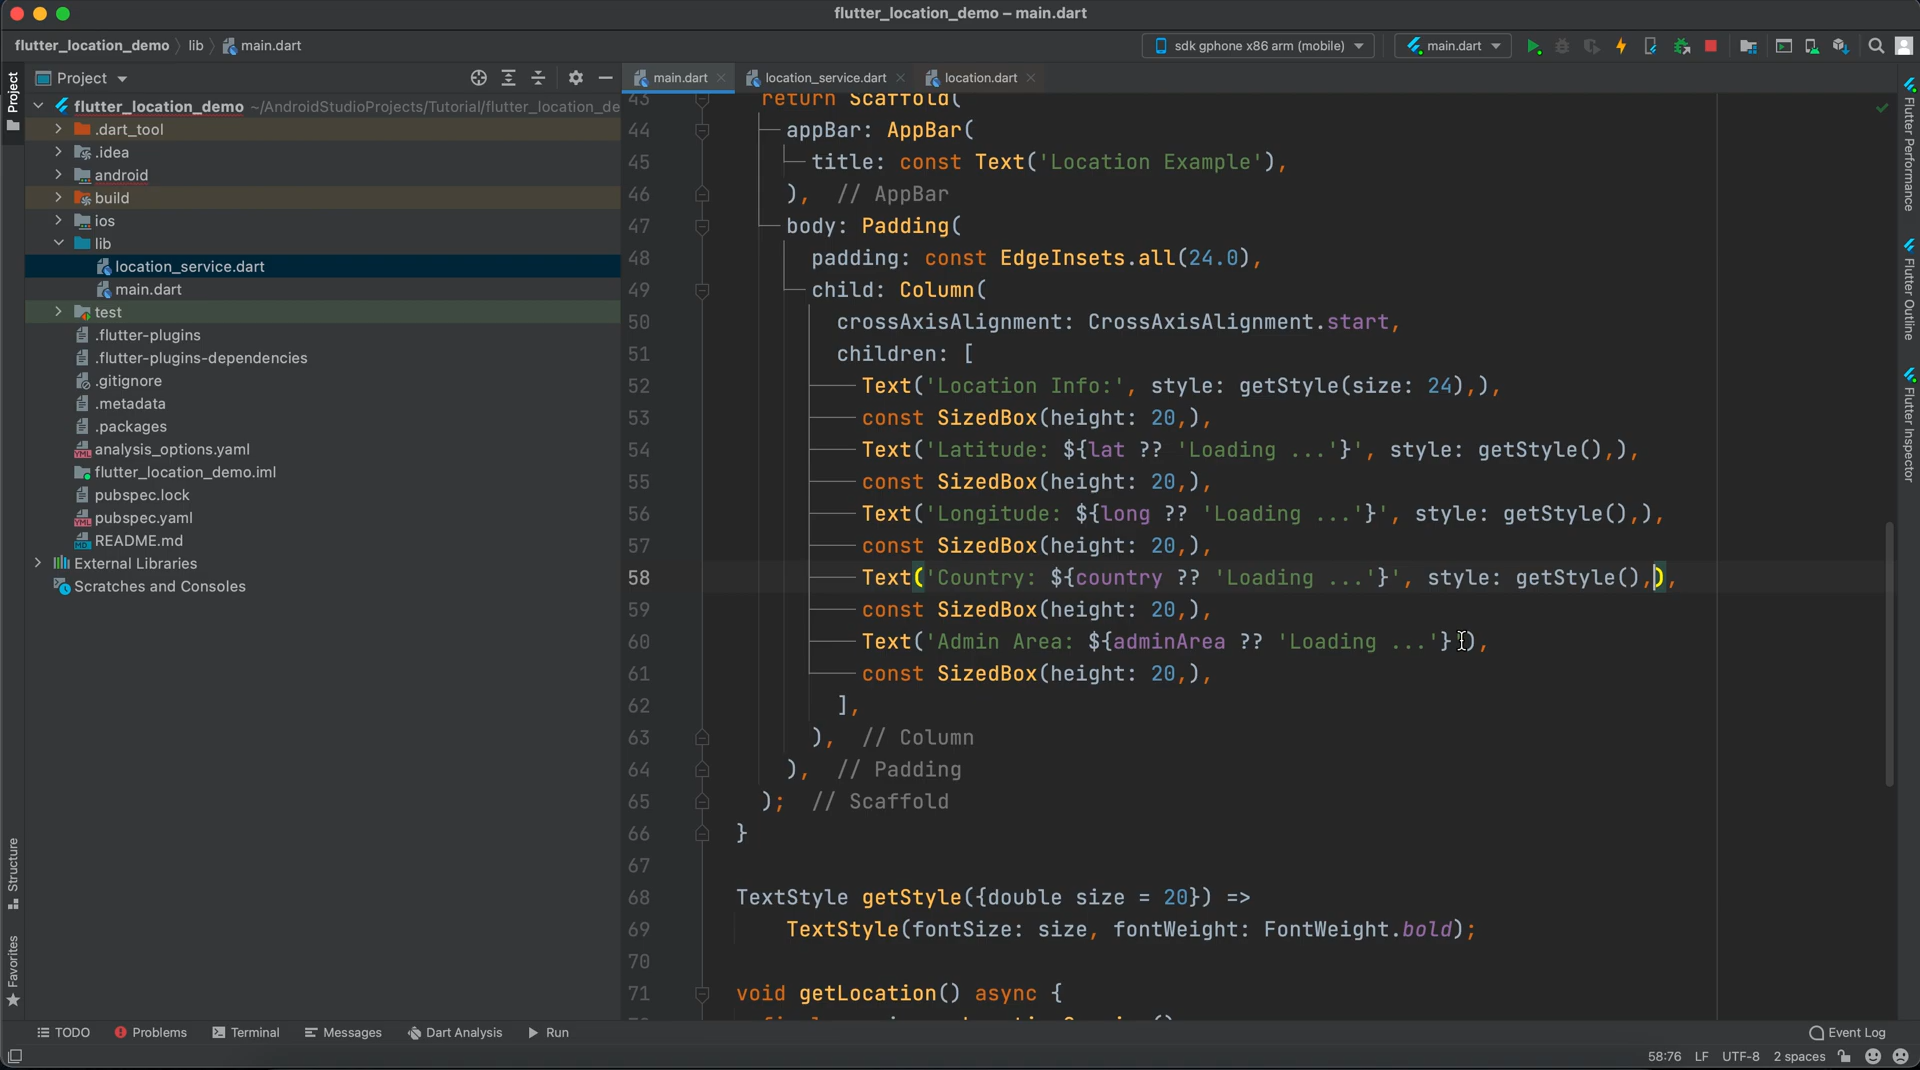 flutter_location_demo – main.dart
flutter_location_demo lib main.dart
sdk gphone x86 arm (mobile)
main.dart
Project
Project
main.dart
location_service.dart
location.dart
flutter_location_demo ~/AndroidStudioProjects/Tutorial/flutter_location_de
.dart_tool
.idea
android
build
ios
lib
location_service.dart
main.dart
test
.flutter-plugins
.flutter-plugins-dependencies
.gitignore
.metadata
.packages
analysis_options.yaml
flutter_location_demo.iml
pubspec.lock
pubspec.yaml
README.md
External Libraries
Scratches and Consoles
43 return Scaffold(
44 appBar: AppBar(
45 title: const Text('Location Example'),
46 ), // AppBar
47 body: Padding(
48 padding: const EdgeInsets.all(24.0),
49 child: Column(
50 crossAxisAlignment: CrossAxisAlignment.start,
51 children: [
52 Text('Location Info:', style: getStyle(size: 24),),
53 const SizedBox(height: 20,),
54 Text('Latitude: ${lat ?? 'Loading ...'}', style: getStyle(),),
55 const SizedBox(height: 20,),
56 Text('Longitude: ${long ?? 'Loading ...'}', style: getStyle(),),
57 const SizedBox(height: 20,),
58 Text('Country: ${country ?? 'Loading ...'}', style: getStyle(),),
59 const SizedBox(height: 20,),
60 Text('Admin Area: ${adminArea ?? 'Loading ...'}'),
61 const SizedBox(height: 20,),
62 ],
63 ), // Column
64 ), // Padding
65 ); // Scaffold
66 }
67
68 TextStyle getStyle({double size = 20}) =>
69 TextStyle(fontSize: size, fontWeight: FontWeight.bold);
70
71 void getLocation() async {
Flutter Performance
Flutter Outline
Flutter Inspector
Structure
Favorites
TODO Problems Terminal Messages Dart Analysis Run Event Log
58:76 LF UTF-8 2 spaces